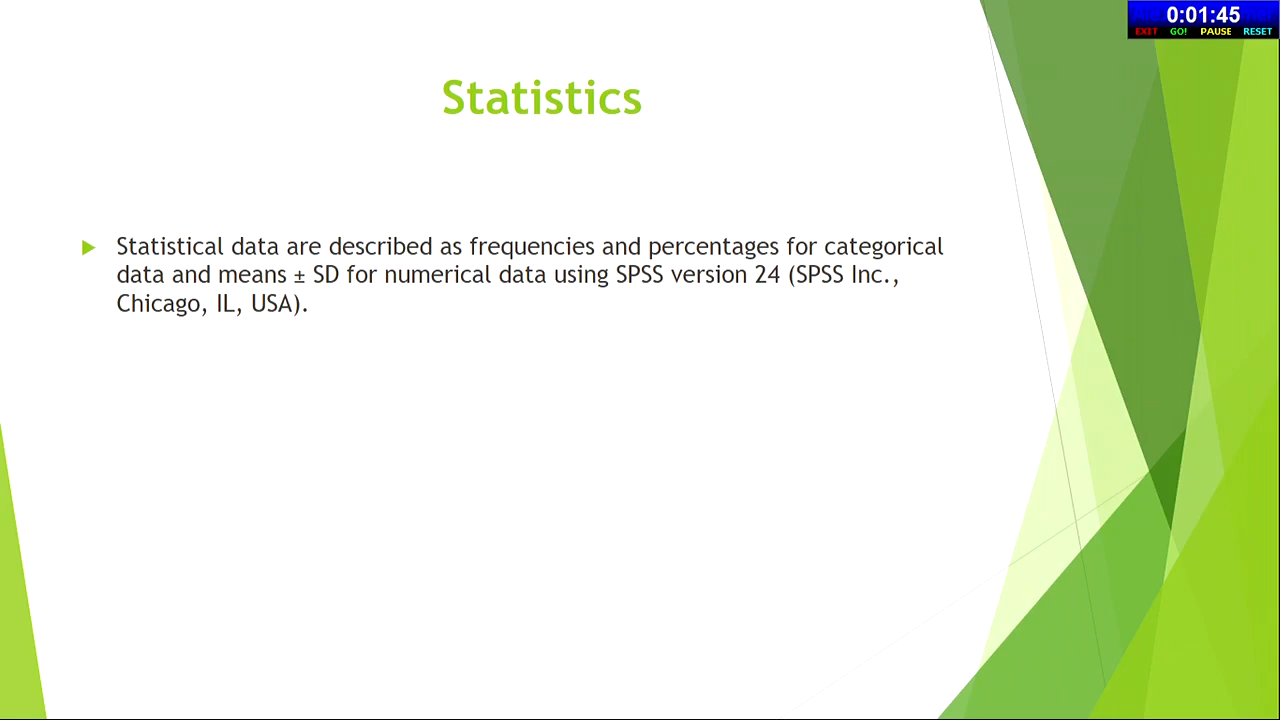 0:01:45
EXIT GO! PAUSE RESET
Statistics
Statistical data are described as frequencies and percentages for categorical
data and means ± SD for numerical data using SPSS version 24 (SPSS Inc.,
Chicago, IL, USA).